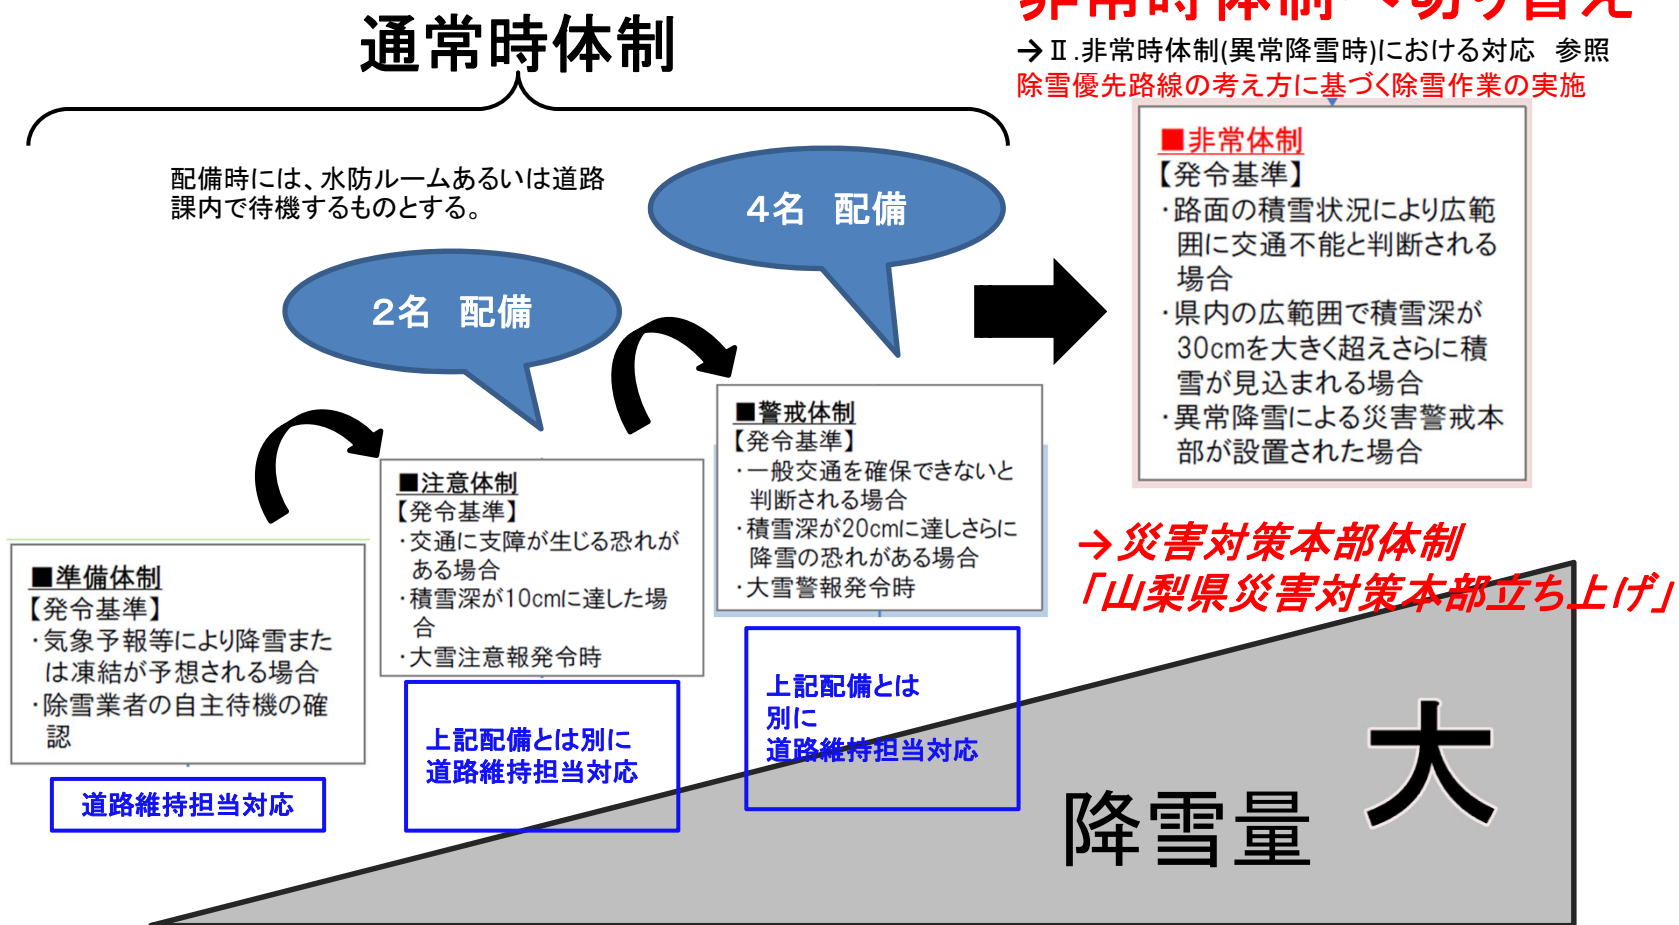 通常時体制
非常時体制へ切り替え
→Ⅱ.非常時体制(異常降雪時)における対応 参照
除雪優先路線の考え方に基づく除雪作業の実施
配備時には、水防ルームあるいは道路
課内で待機するものとする。
4名 配備
2名 配備
■準備体制
【発令基準】
・気象予報等により降雪また
は凍結が予想される場合
・除雪業者の自主待機の確
認
道路維持担当対応
■注意体制
【発令基準】
・交通に支障が生じる恐れが
ある場合
・積雪深が10cmに達した場
合
・大雪注意報発令時
上記配備とは別に
道路維持担当対応
■警戒体制
【発令基準】
・一般交通を確保できないと
判断される場合
・積雪深が20cmに達しさらに
降雪の恐れがある場合
・大雪警報発令時
上記配備とは
別に
道路維持担当対応
■非常体制
【発令基準】
・路面の積雪状況により広範
囲に交通不能と判断される
場合
・県内の広範囲で積雪深が
30cmを大きく超えさらに積
雪が見込まれる場合
・異常降雪による災害警戒本
部が設置された場合
→災害対策本部体制
「山梨県災害対策本部立ち上げ」
降雪量
大